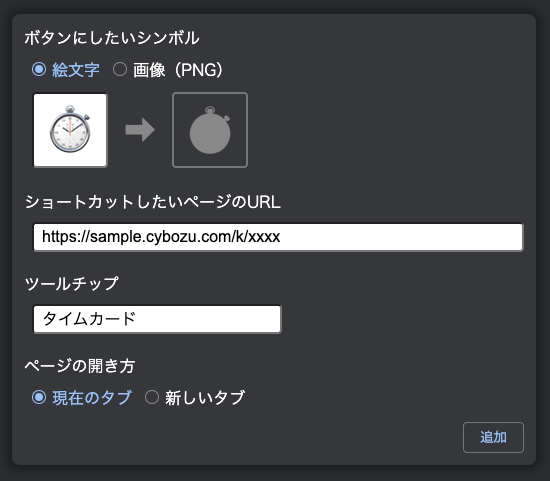 ボタンにしたいシンボル
絵文字 画像（PNG）
ショートカットしたいページのURL
https://sample.cybozu.com/k/xxxx
ツールチップ
タイムカード
ページの開き方
現在のタブ 新しいタブ
追加